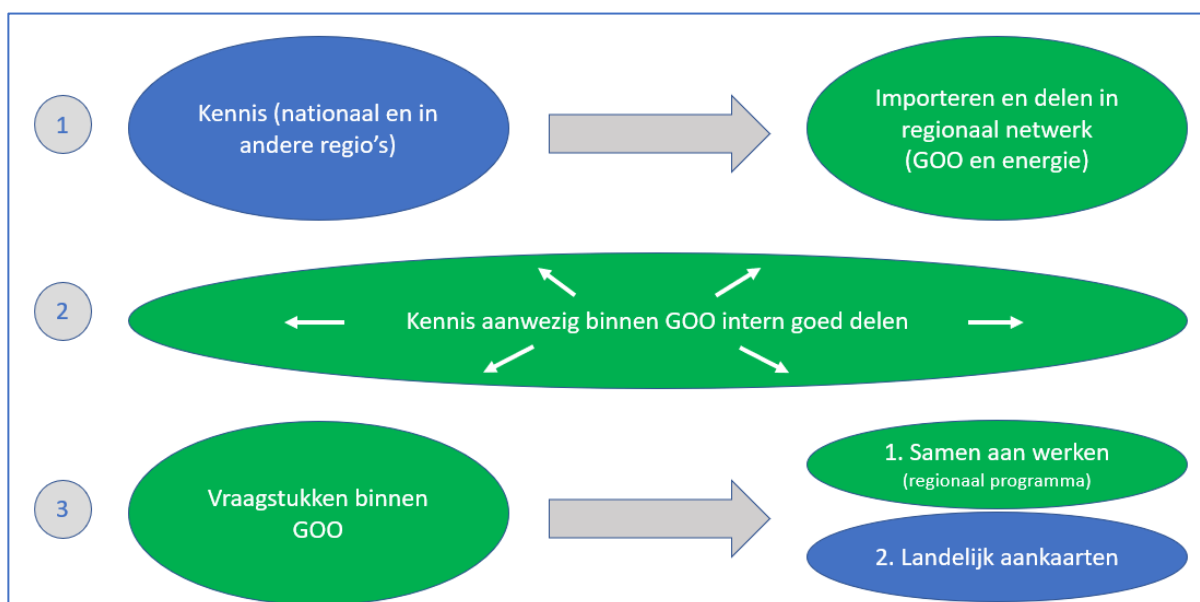 1
Kennis (nationaal en in
andere regio's)
Importeren en delen in
regionaal netwerk
(GOO en energie)
2
Kennis aanwezig binnen GOO intern goed delen
3
Vraagstukken binnen
GOO
1. Samen aan werken
(regionaal programma)
2. Landelijk aankaarten